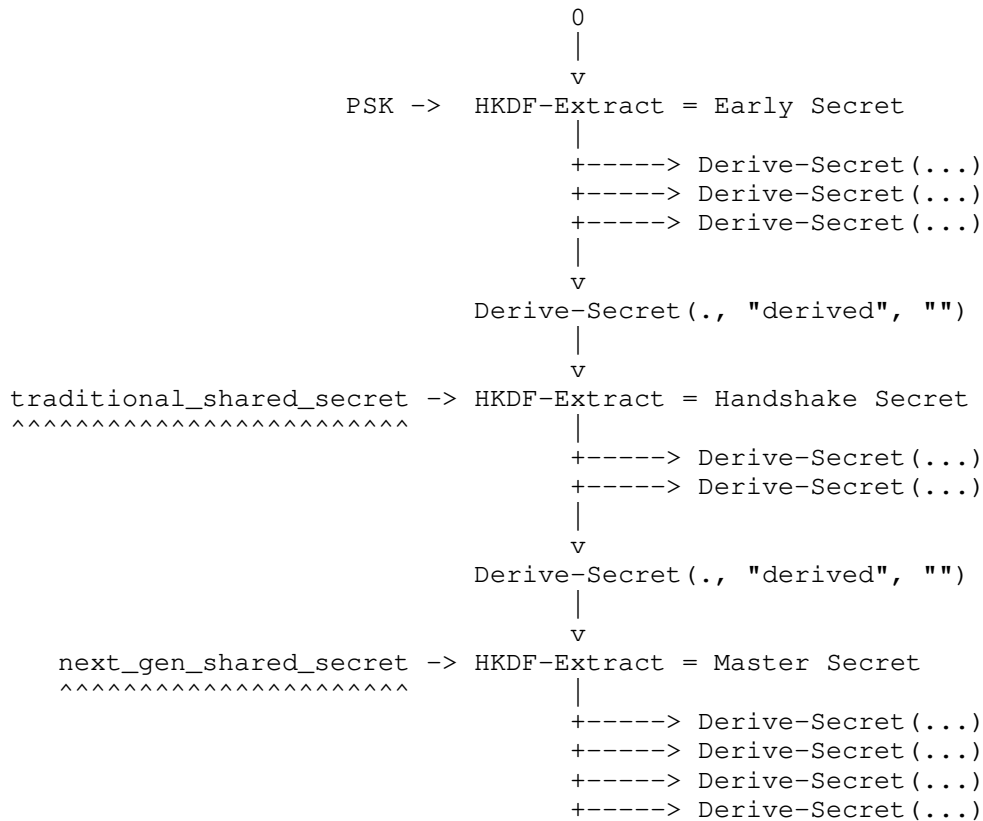 0
|
v
PSK -> HKDF-Extract = Early Secret
|
+-----> Derive-Secret(...)
+-----> Derive-Secret(...)
+-----> Derive-Secret(...)
|
v
Derive-Secret(., "derived", "")
|
v
traditional_shared_secret -> HKDF-Extract = Handshake Secret
^^^^^^^^^^^^^^^^^^^^^^^^^ |
+-----> Derive-Secret(...)
+-----> Derive-Secret(...)
|
v
Derive-Secret(., "derived", "")
|
v
next_gen_shared_secret -> HKDF-Extract = Master Secret
^^^^^^^^^^^^^^^^^^^^^^ |
+-----> Derive-Secret(...)
+-----> Derive-Secret(...)
+-----> Derive-Secret(...)
+-----> Derive-Secret(...)